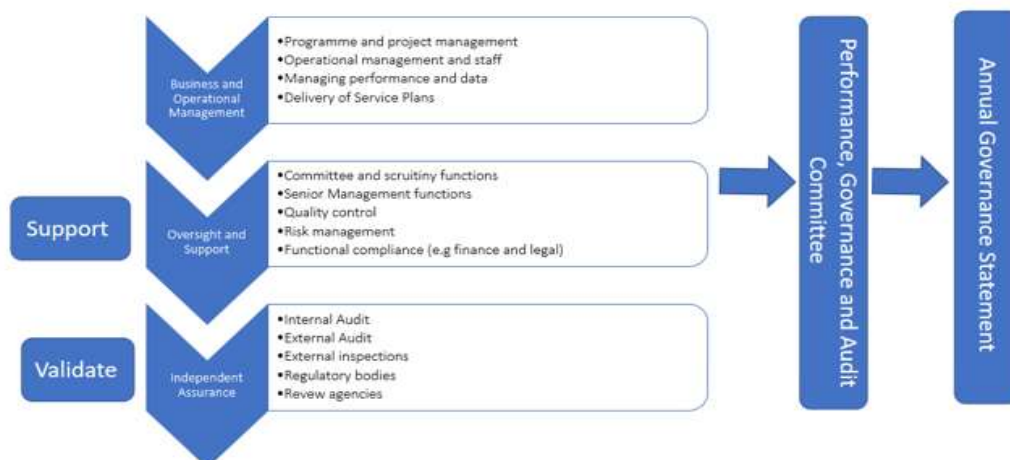 Business and
Operational
Management
•Programme and project management
•Operational management and staff
•Managing performance and data
•Delivery of Service Plans
Support
Oversight and
Support
•Committee and scrutiny functions
•Senior Management functions
•Quality control
•Risk management
•Functional compliance (e.g finance and legal)
Validate
Independent
Assurance
•Internal Audit
•External Audit
•External inspections
•Regulatory bodies
•Revew agencies
Performance, Governance and Audit
Committee
Annual Governance Statement